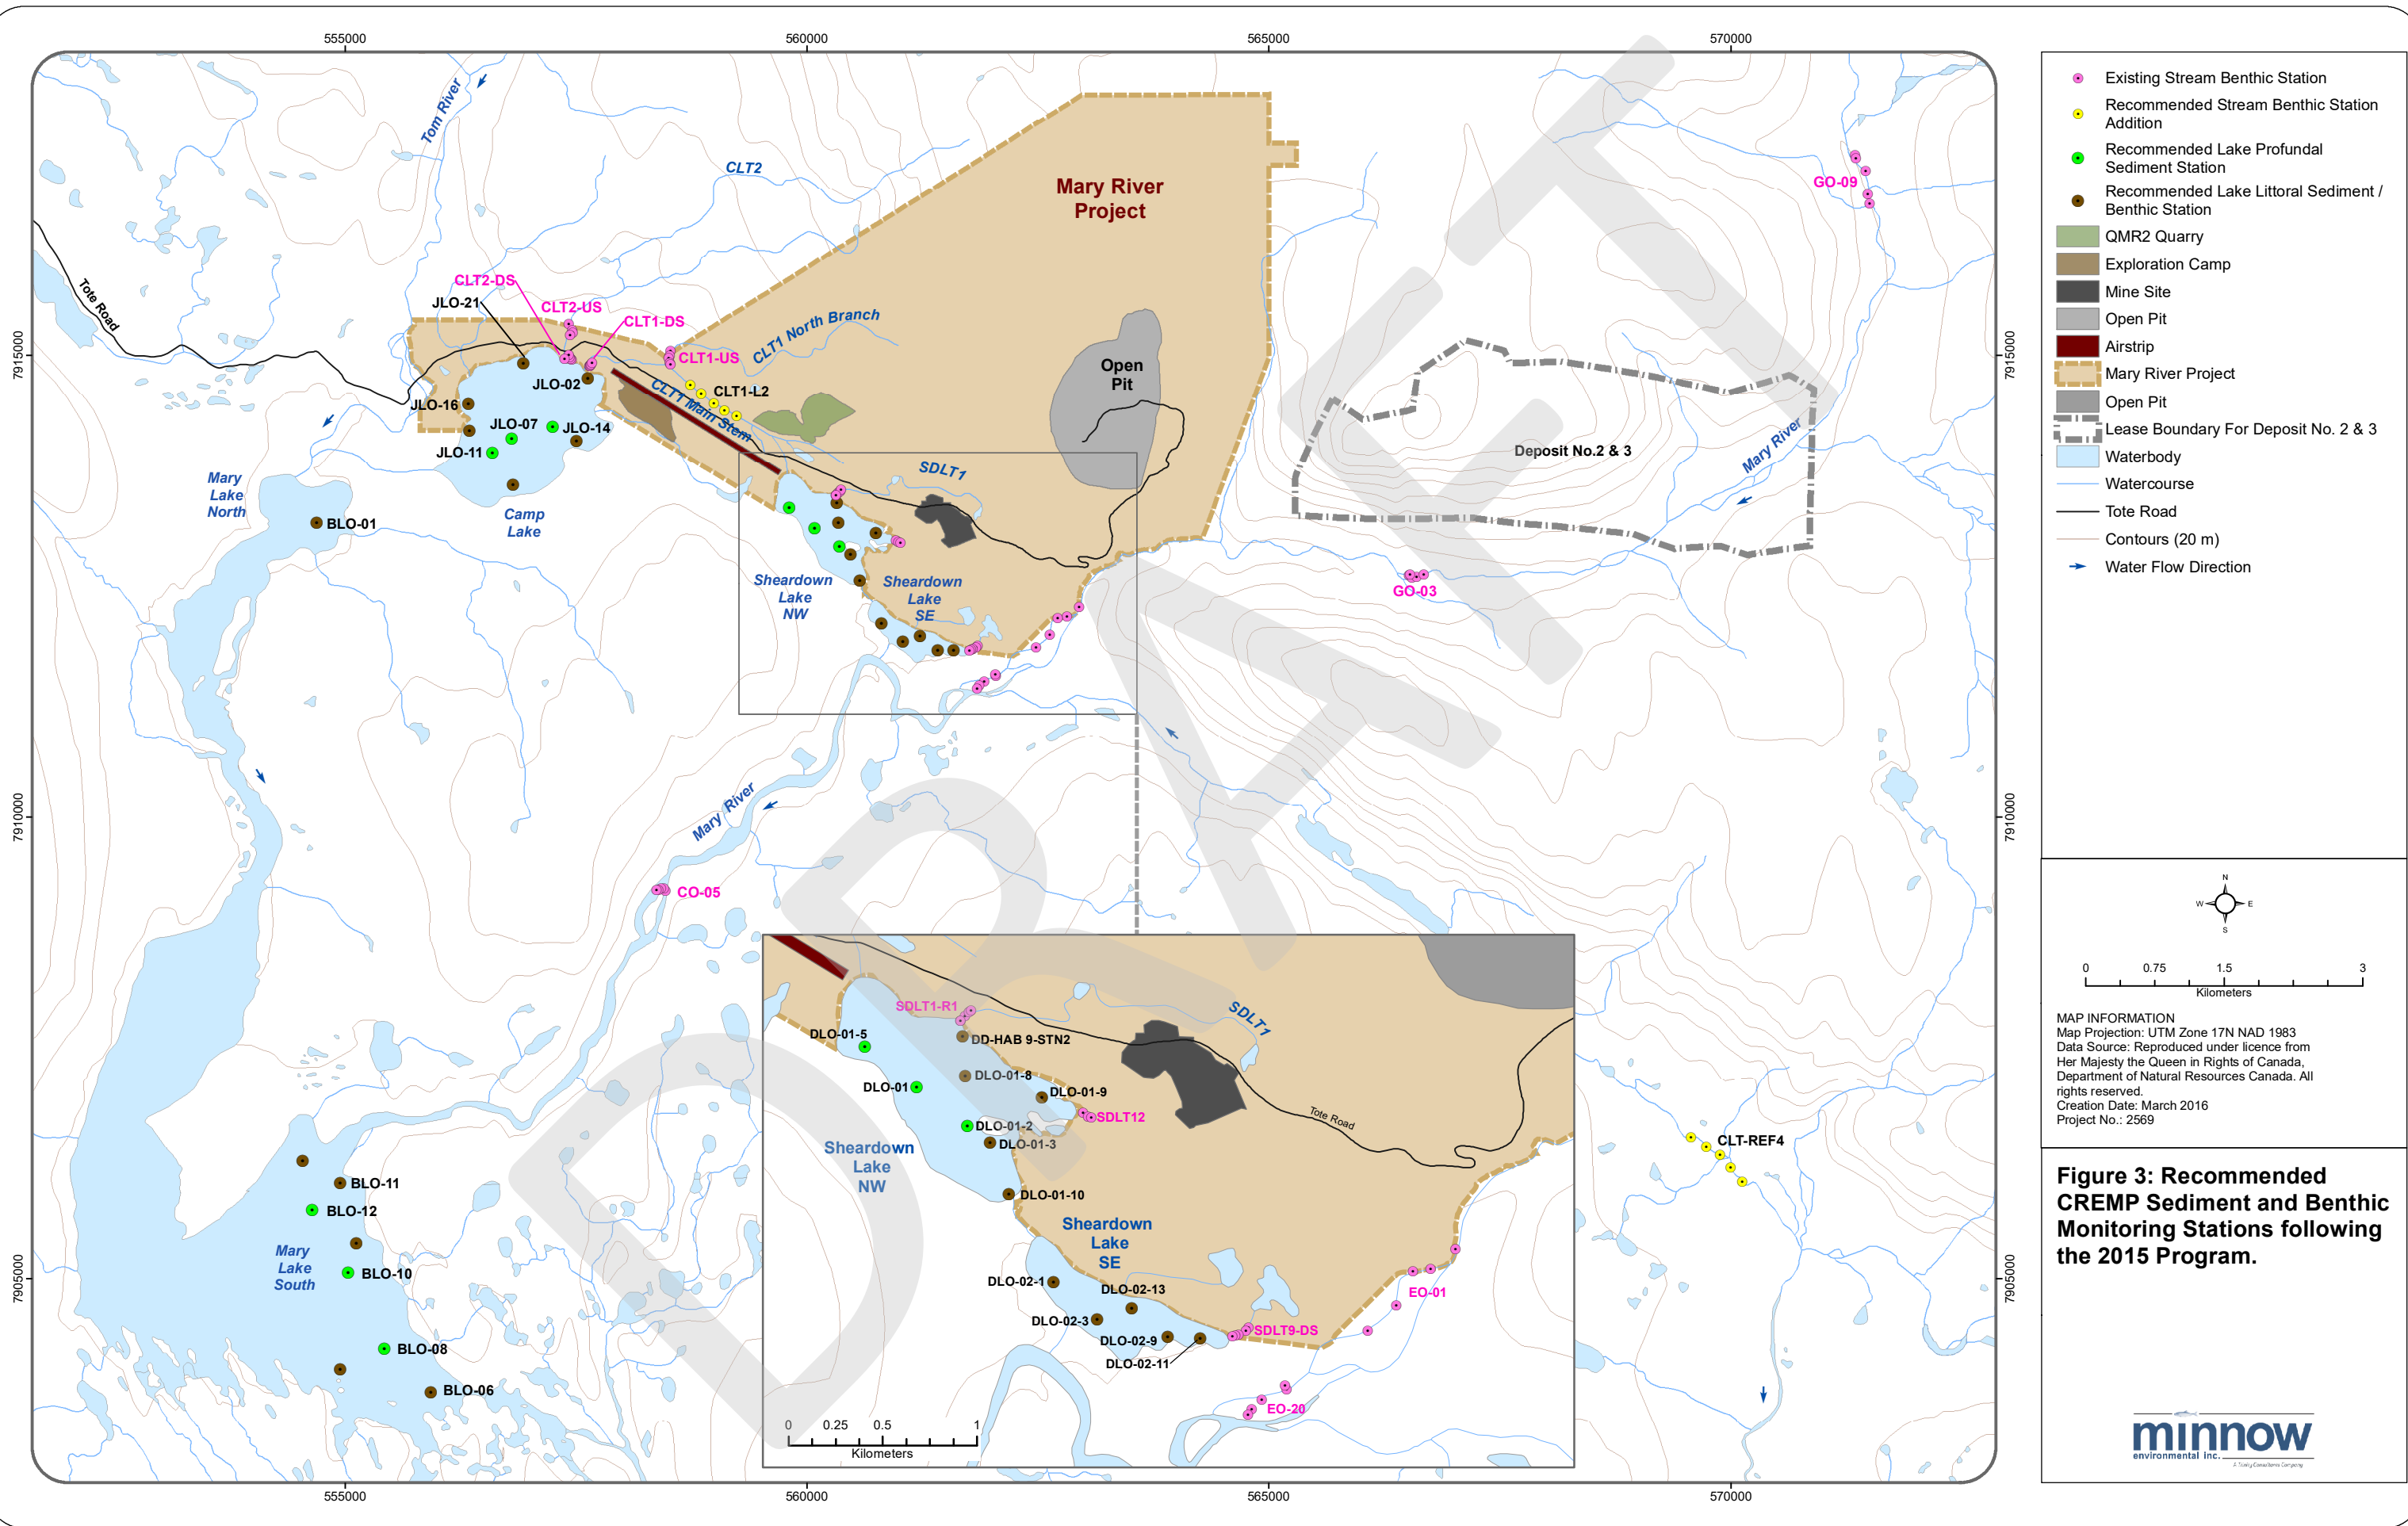 555000
560000
565000
570000
7915000
7910000
7905000
7915000
7910000
7905000
555000
560000
565000
570000
Tom River
CLT2
Mary River
Project
GO-09
Tote Road
CLT2-DS
JLO-21
CLT2-US
CLT1-DS
CLT1-US
CLT1 North Branch
JLO-02
CLT1-L2
CLT1 Main Stem
Open
Pit
JLO-16
JLO-07
JLO-14
JLO-11
Deposit No.2 & 3
Mary River
SDLT1
Mary
Lake
North
BLO-01
Camp
Lake
Sheardown
Lake
NW
Sheardown
Lake
SE
GO-03
Mary River
CO-05
DRAFT
SDLT1-R1
SDLT1
DLO-01-5
DD-HAB 9-STN2
DLO-01
DLO-01-8
DLO-01-9
SDLT12
Tote Road
DLO-01-2
DLO-01-3
Sheardown
Lake
NW
DLO-01-10
Sheardown
Lake
SE
DLO-02-1
DLO-02-13
DLO-02-3
EO-01
DLO-02-9
SDLT9-DS
DLO-02-11
EO-20
0 0.25 0.5 1
Kilometers
CLT-REF4
BLO-11
BLO-12
Mary
Lake
South
BLO-10
BLO-08
BLO-06
Existing Stream Benthic Station
Recommended Stream Benthic Station
Addition
Recommended Lake Profundal
Sediment Station
Recommended Lake Littoral Sediment /
Benthic Station
QMR2 Quarry
Exploration Camp
Mine Site
Open Pit
Airstrip
Mary River Project
Open Pit
Lease Boundary For Deposit No. 2 & 3
Waterbody
Watercourse
Tote Road
Contours (20 m)
Water Flow Direction
N
W E
S
0 0.75 1.5 3
Kilometers
MAP INFORMATION
Map Projection: UTM Zone 17N NAD 1983
Data Source: Reproduced under licence from
Her Majesty the Queen in Rights of Canada,
Department of Natural Resources Canada. All
rights reserved.
Creation Date: March 2016
Project No.: 2569
Figure 3: Recommended
CREMP Sediment and Benthic
Monitoring Stations following
the 2015 Program.
minnow
environmental inc.
A Trinity Consultants Company